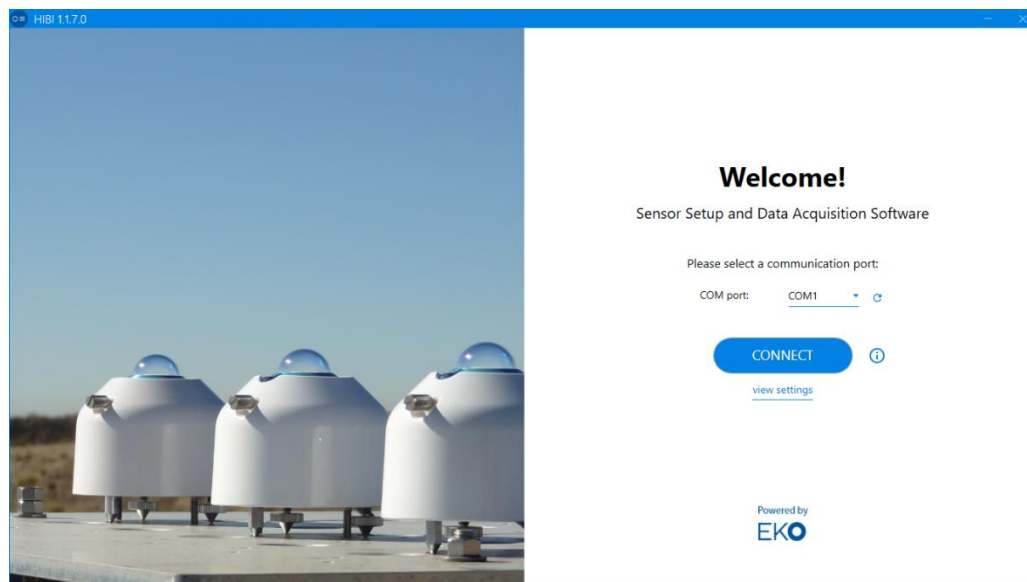 HIBI 1.1.7.0
Welcome!
Sensor Setup and Data Acquisition Software
Please select a communication port:
COM port: COM1
CONNECT
view settings
Powered by
EKO